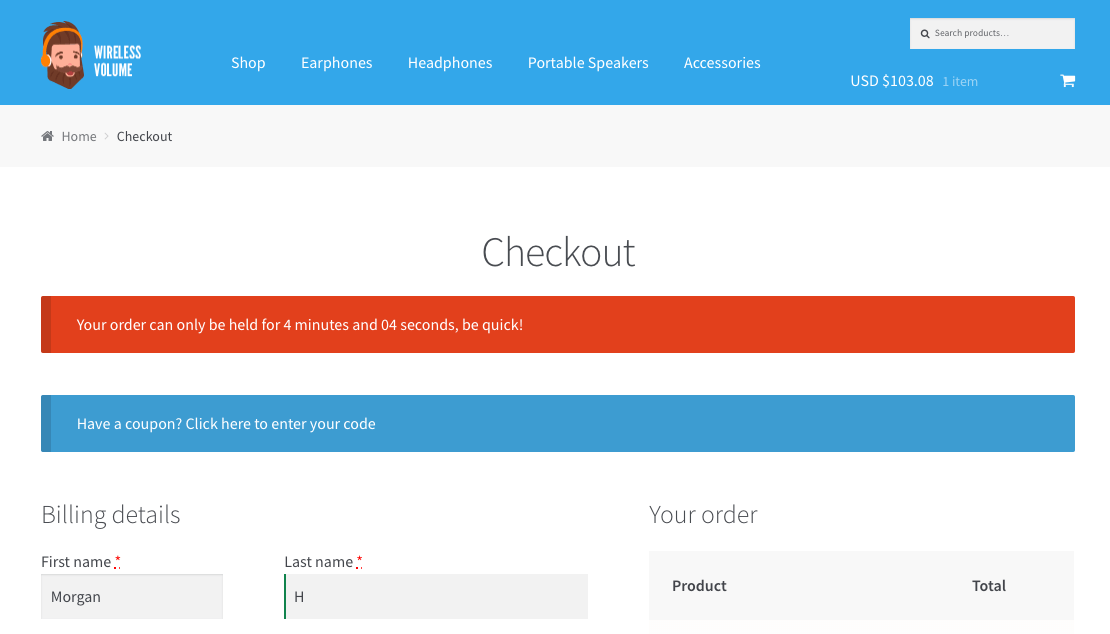 WIRELESS
VOLUME
Shop Earphones Headphones Portable Speakers Accessories
Search products…
USD $103.08 1 item
Home › Checkout
Checkout
Your order can only be held for 4 minutes and 04 seconds, be quick!
Have a coupon? Click here to enter your code
Billing details
Your order
First name *
Last name *
Morgan
H
Product Total